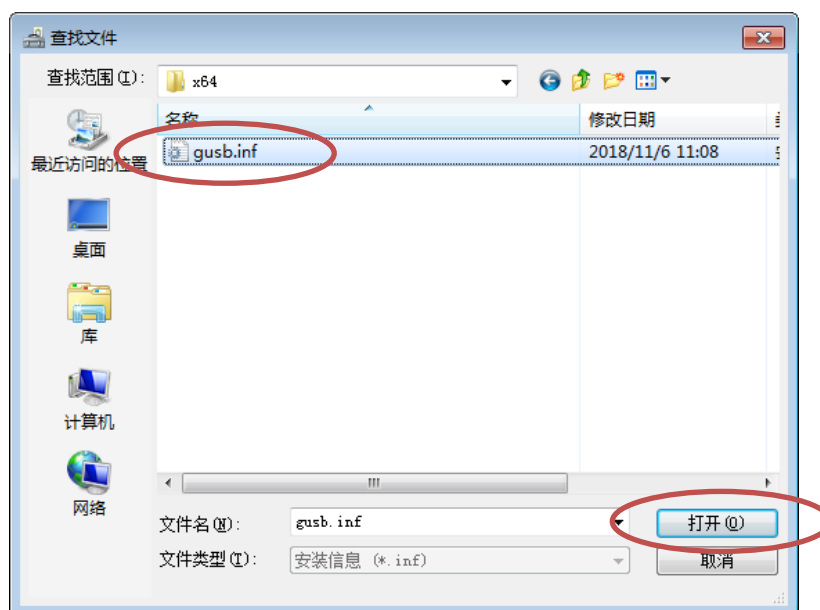 查找文件
查找范围(I): x64
名称 修改日期
gusb.inf 2018/11/6 11:08
最近访问的位置
桌面
库
计算机
网络
文件名(N): gusb.inf 打开(O)
文件类型(T): 安装信息 (*.inf) 取消